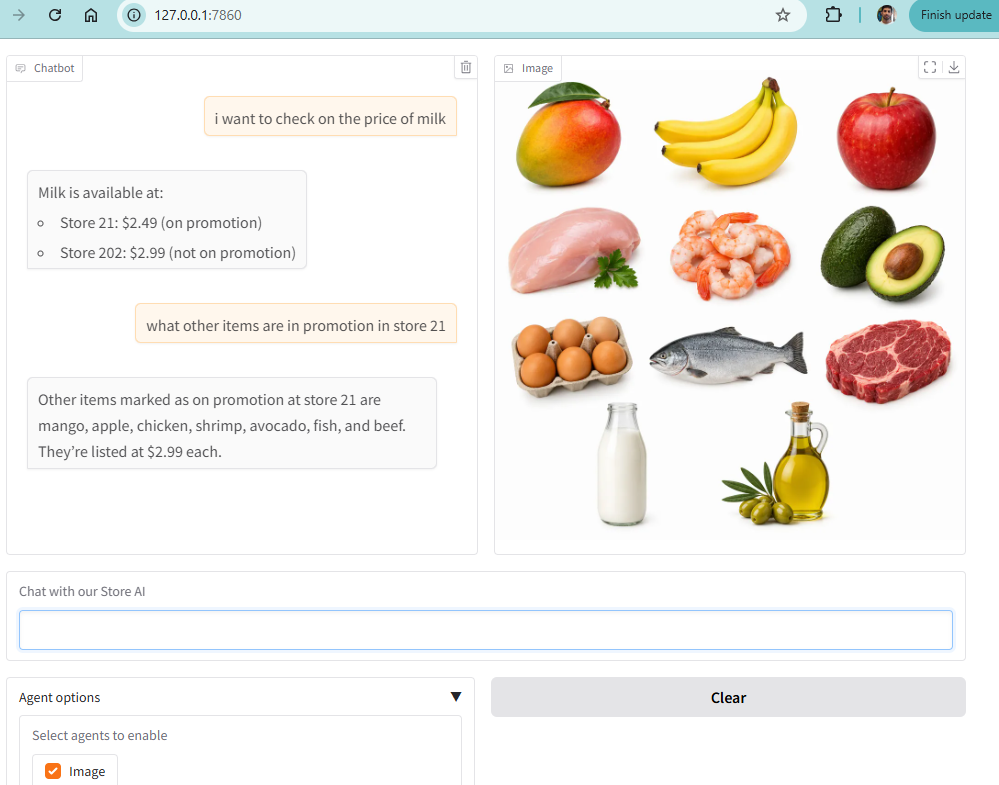 127.0.0.1:7860
Finish update
Chatbot
i want to check on the price of milk
Milk is available at:
Store 21: $2.49 (on promotion)
Store 202: $2.99 (not on promotion)
what other items are in promotion in store 21
Other items marked as on promotion at store 21 are
mango, apple, chicken, shrimp, avocado, fish, and beef.
They’re listed at $2.99 each.
Image
Chat with our Store AI
Agent options
Select agents to enable
Image
Clear